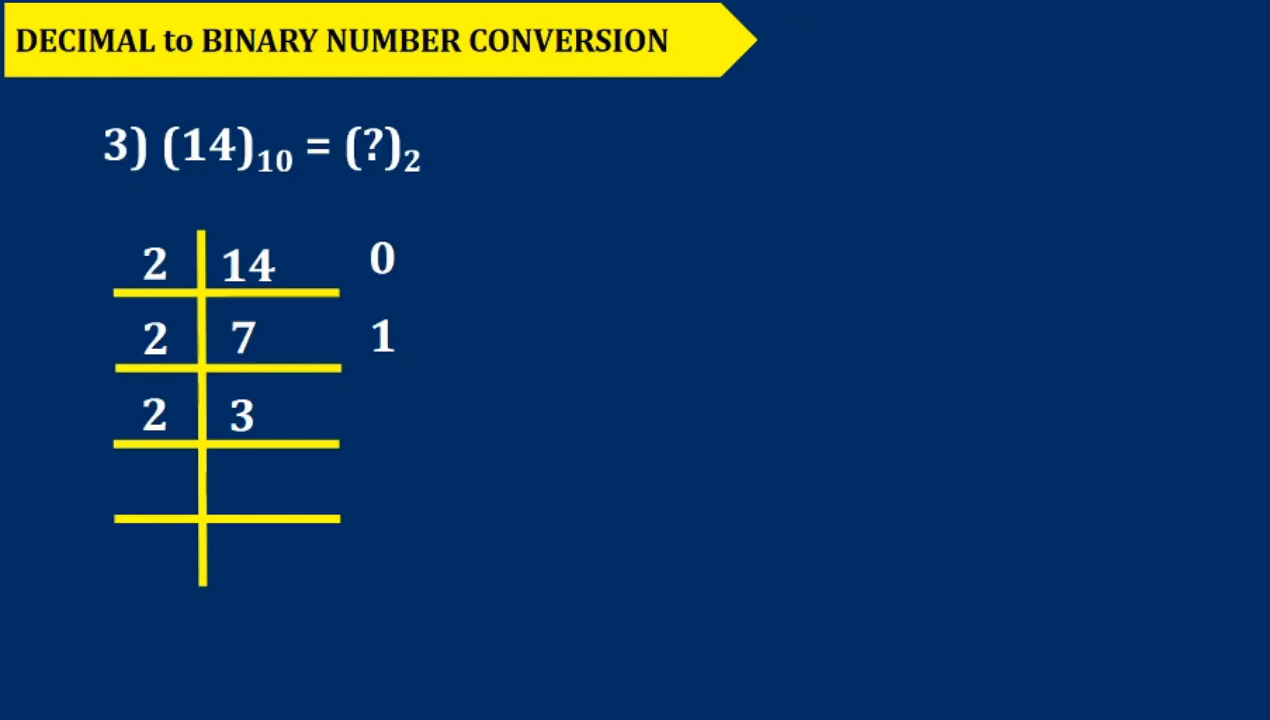 DECIMAL to BINARY NUMBER CONVERSION
3) (14)₁₀ = (?)₂
2 14 0
2 7 1
2 3